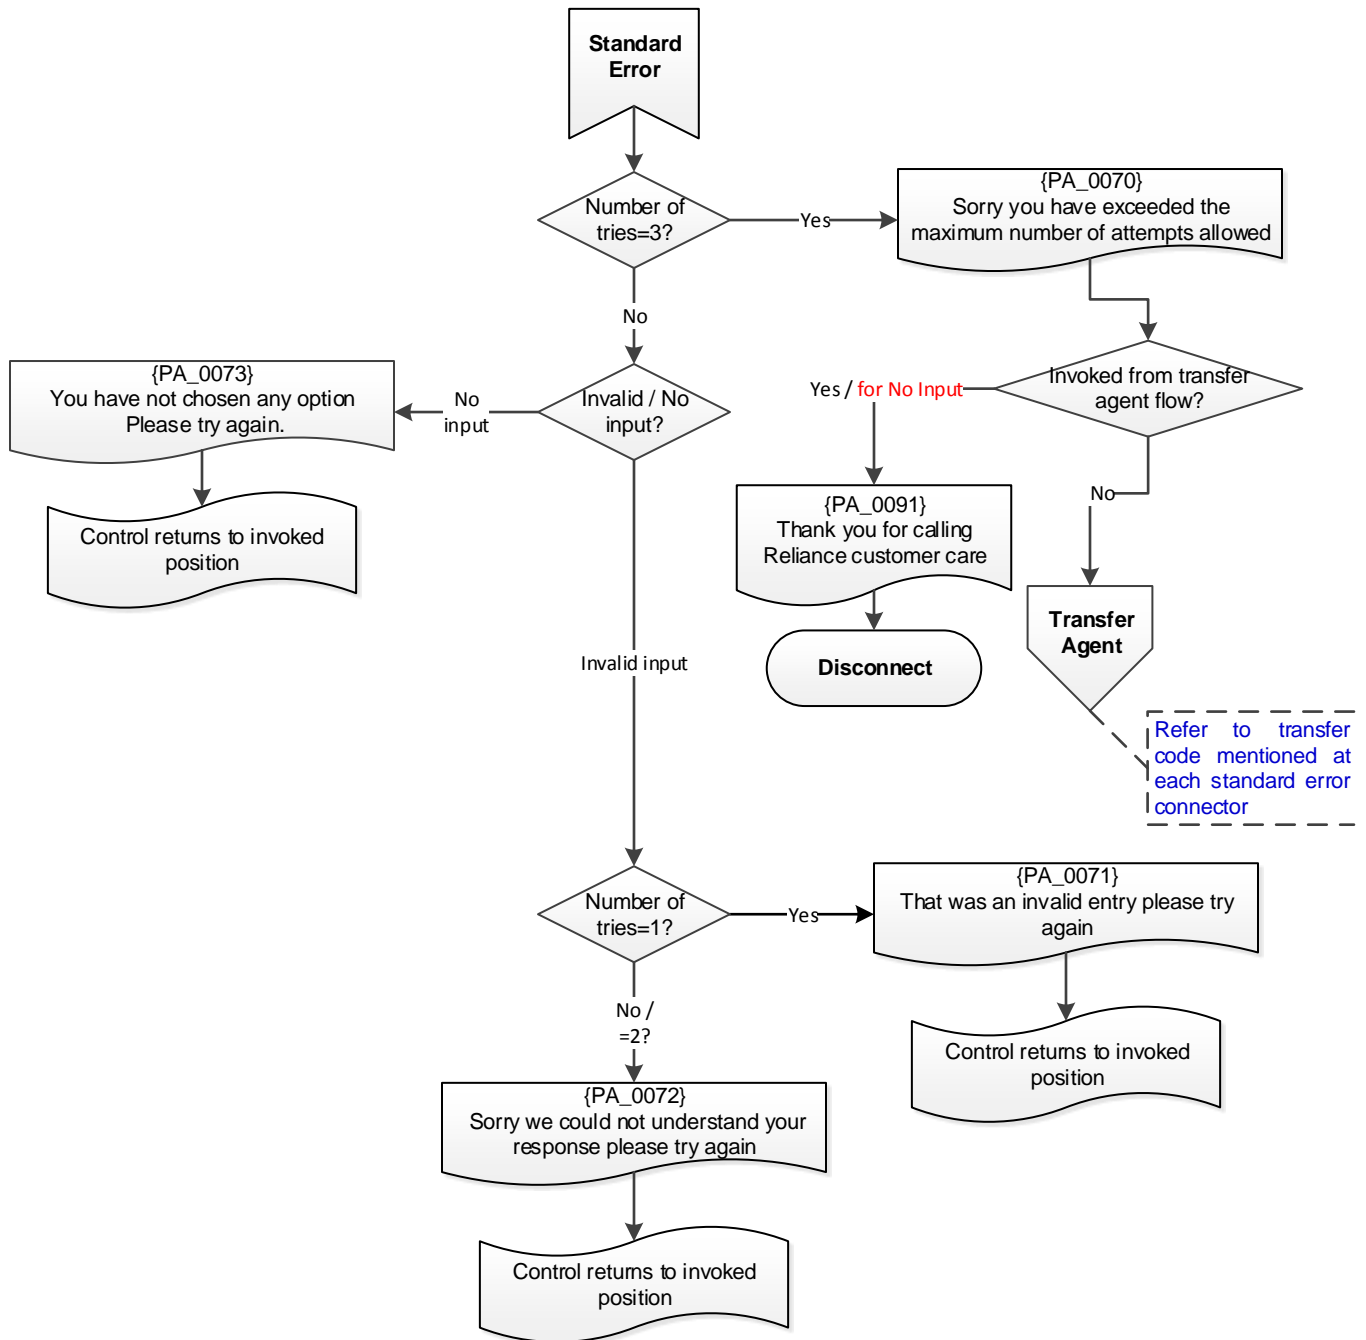 Standard
Error
Number of
tries=3?
Yes
{PA_0070}
Sorry you have exceeded the
maximum number of attempts allowed
No
Invalid / No
input?
No
input
{PA_0073}
You have not chosen any option
Please try again.
Control returns to invoked
position
Invoked from transfer
agent flow?
Yes / for No Input
{PA_0091}
Thank you for calling
Reliance customer care
Disconnect
No
Transfer
Agent
Refer to transfer
code mentioned at
each standard error
connector
Invalid input
Number of
tries=1?
Yes
{PA_0071}
That was an invalid entry please try
again
Control returns to invoked
position
No /
=2?
{PA_0072}
Sorry we could not understand your
response please try again
Control returns to invoked
position